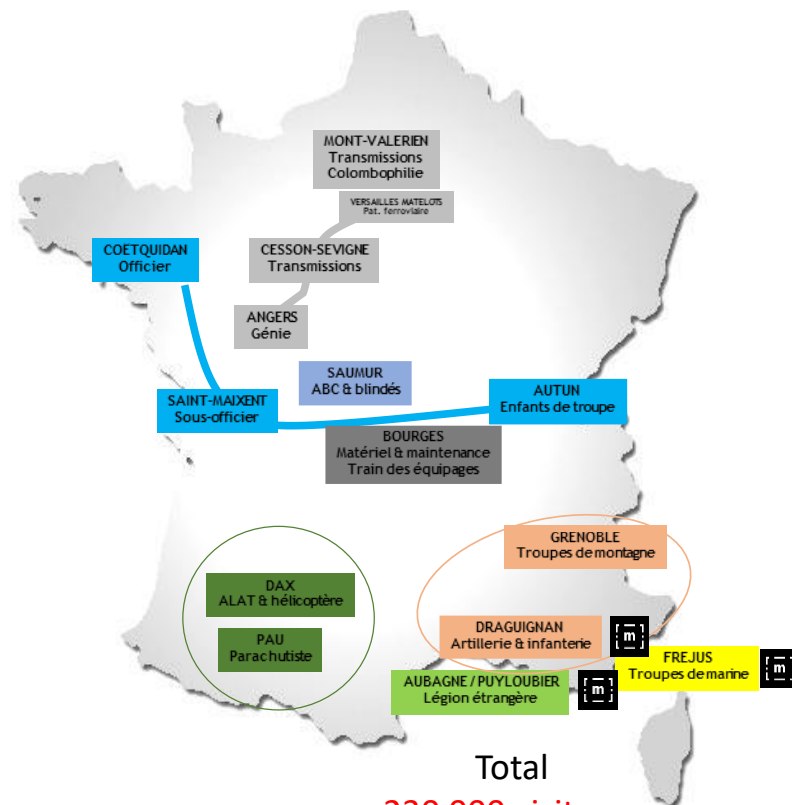 MONT-VALERIEN
Transmissions
Colombophilie
VERSAILLES MATELOTS
Pat. ferroviaire
COETQUIDAN
Officier
CESSON-SEVIGNE
Transmissions
ANGERS
Génie
SAUMUR
ABC & blindés
SAINT-MAIXENT
Sous-officier
AUTUN
Enfants de troupe
BOURGES
Matériel & maintenance
Train des équipages
GRENOBLE
Troupes de montagne
DAX
ALAT & hélicoptère
PAU
Parachutiste
DRAGUIGNAN
Artillerie & infanterie
m
FREJUS
Troupes de marine
m
AUBAGNE / PUYLOUBIER
Légion étrangère
m
Total